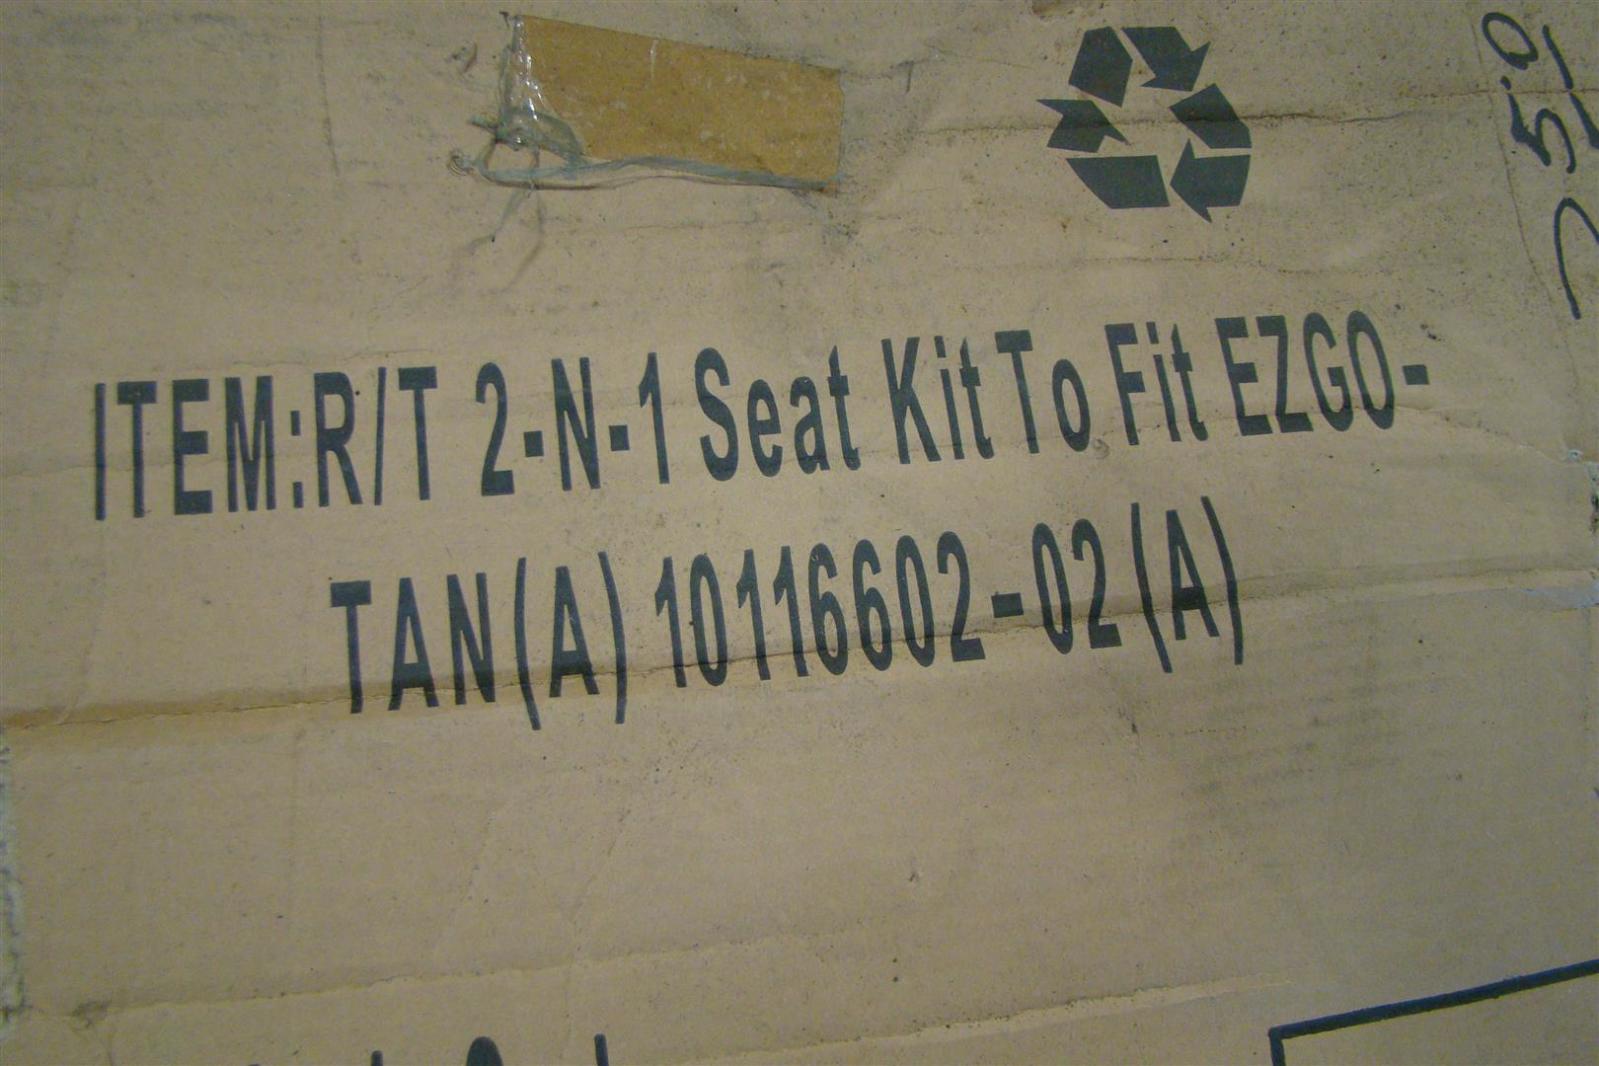 ITEM:R/T 2-N-1 Seat Kit To Fit EZGO-
TAN(A) 10116602-02(A)